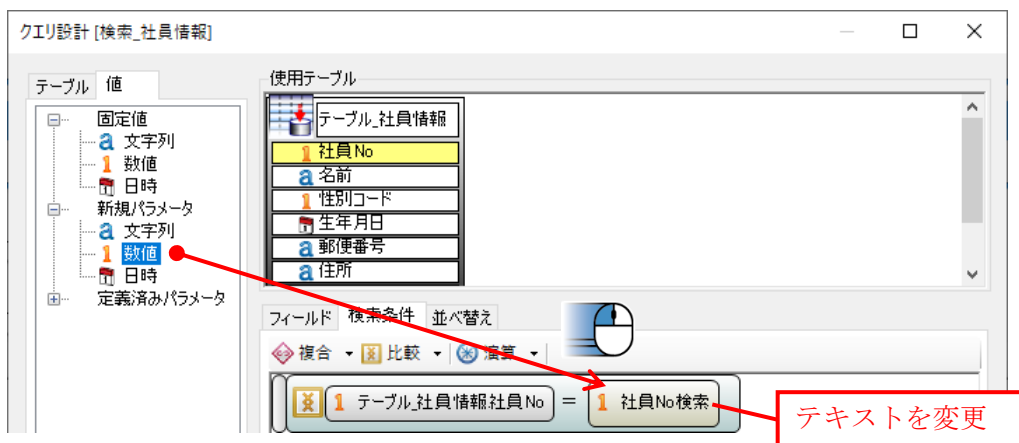 クエリ設計 [検索_社員情報]
テーブル 値
固定値
文字列
数値
日時
新規パラメータ
文字列
数値
日時
定義済みパラメータ
使用テーブル
テーブル_社員情報
社員No
名前
性別コード
生年月日
郵便番号
住所
フィールド 検索条件 並べ替え
複合 比較 演算
テーブル_社員情報.社員No = 社員No検索
テキストを変更